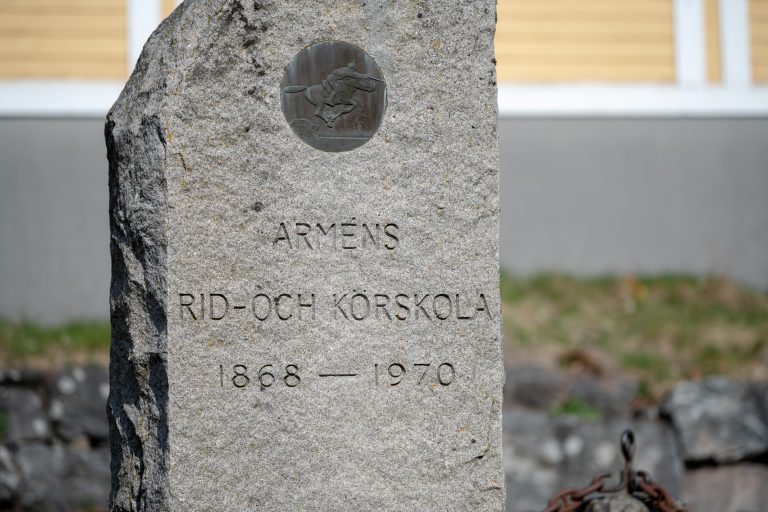 ARMÉNS
RID-OCH KÖRSKOLA
1868 — 1970